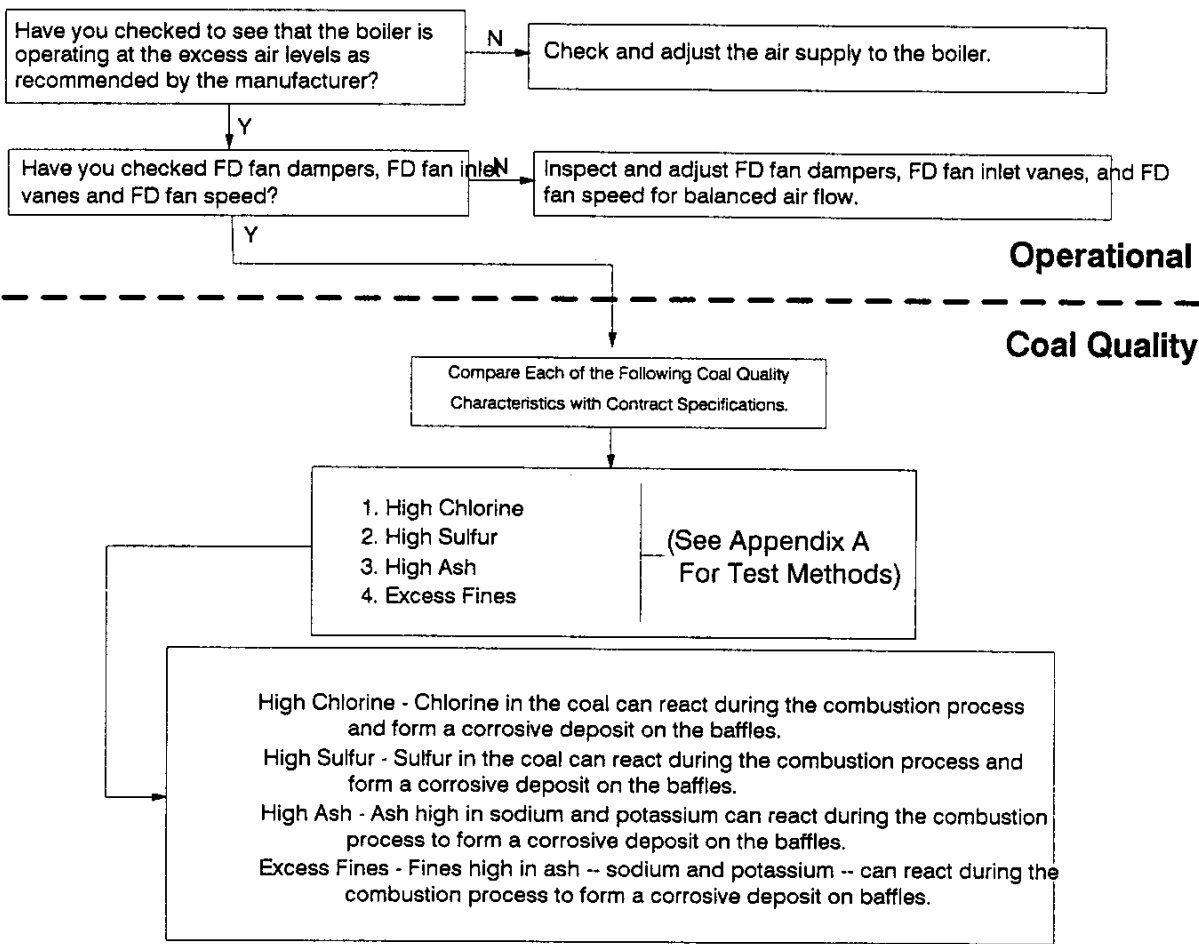 Have you checked to see that the boiler is
operating at the excess air levels as
recommended by the manufacturer?
N
Check and adjust the air supply to the boiler.
Y
Have you checked FD fan dampers, FD fan inlet
vanes and FD fan speed?
N
Inspect and adjust FD fan dampers, FD fan inlet vanes, and FD
fan speed for balanced air flow.
Y
Operational
Coal Quality
Compare Each of the Following Coal Quality
Characteristics with Contract Specifications.
1. High Chlorine
2. High Sulfur
3. High Ash
4. Excess Fines
(See Appendix A
For Test Methods)
High Chlorine - Chlorine in the coal can react during the combustion process
and form a corrosive deposit on the baffles.
High Sulfur - Sulfur in the coal can react during the combustion process and
form a corrosive deposit on the baffles.
High Ash - Ash high in sodium and potassium can react during the combustion
process to form a corrosive deposit on the baffles.
Excess Fines - Fines high in ash -- sodium and potassium -- can react during the
combustion process to form a corrosive deposit on baffles.